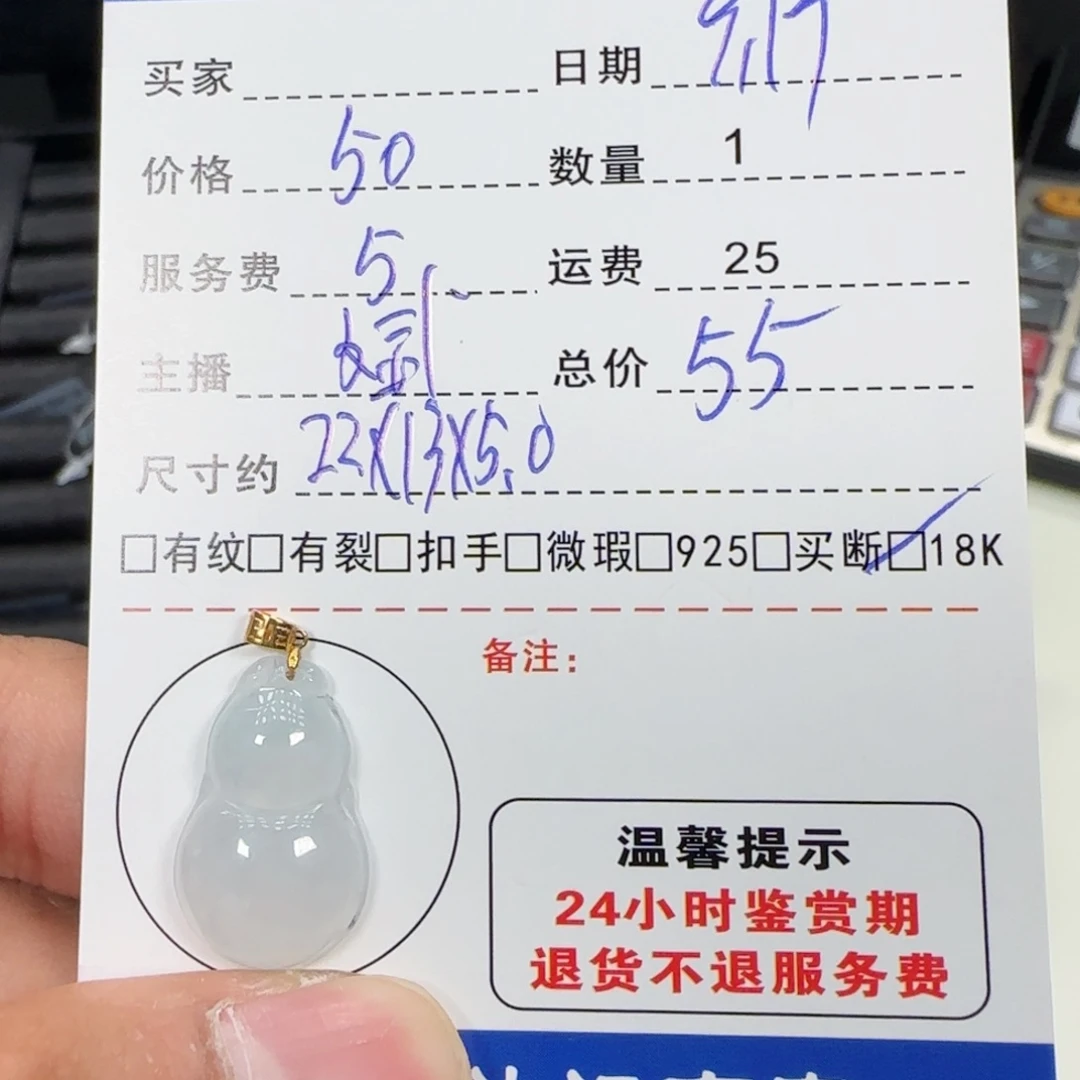 买家 日期 9.17
价格 50 数量 1
服务费 5 运费 25
主播 总价 55
尺寸约 22X13X5.0
□有纹□有裂□扣手□微瑕□925□买断□18K
备注：
温馨提示
24小时鉴赏期
退货不退服务费